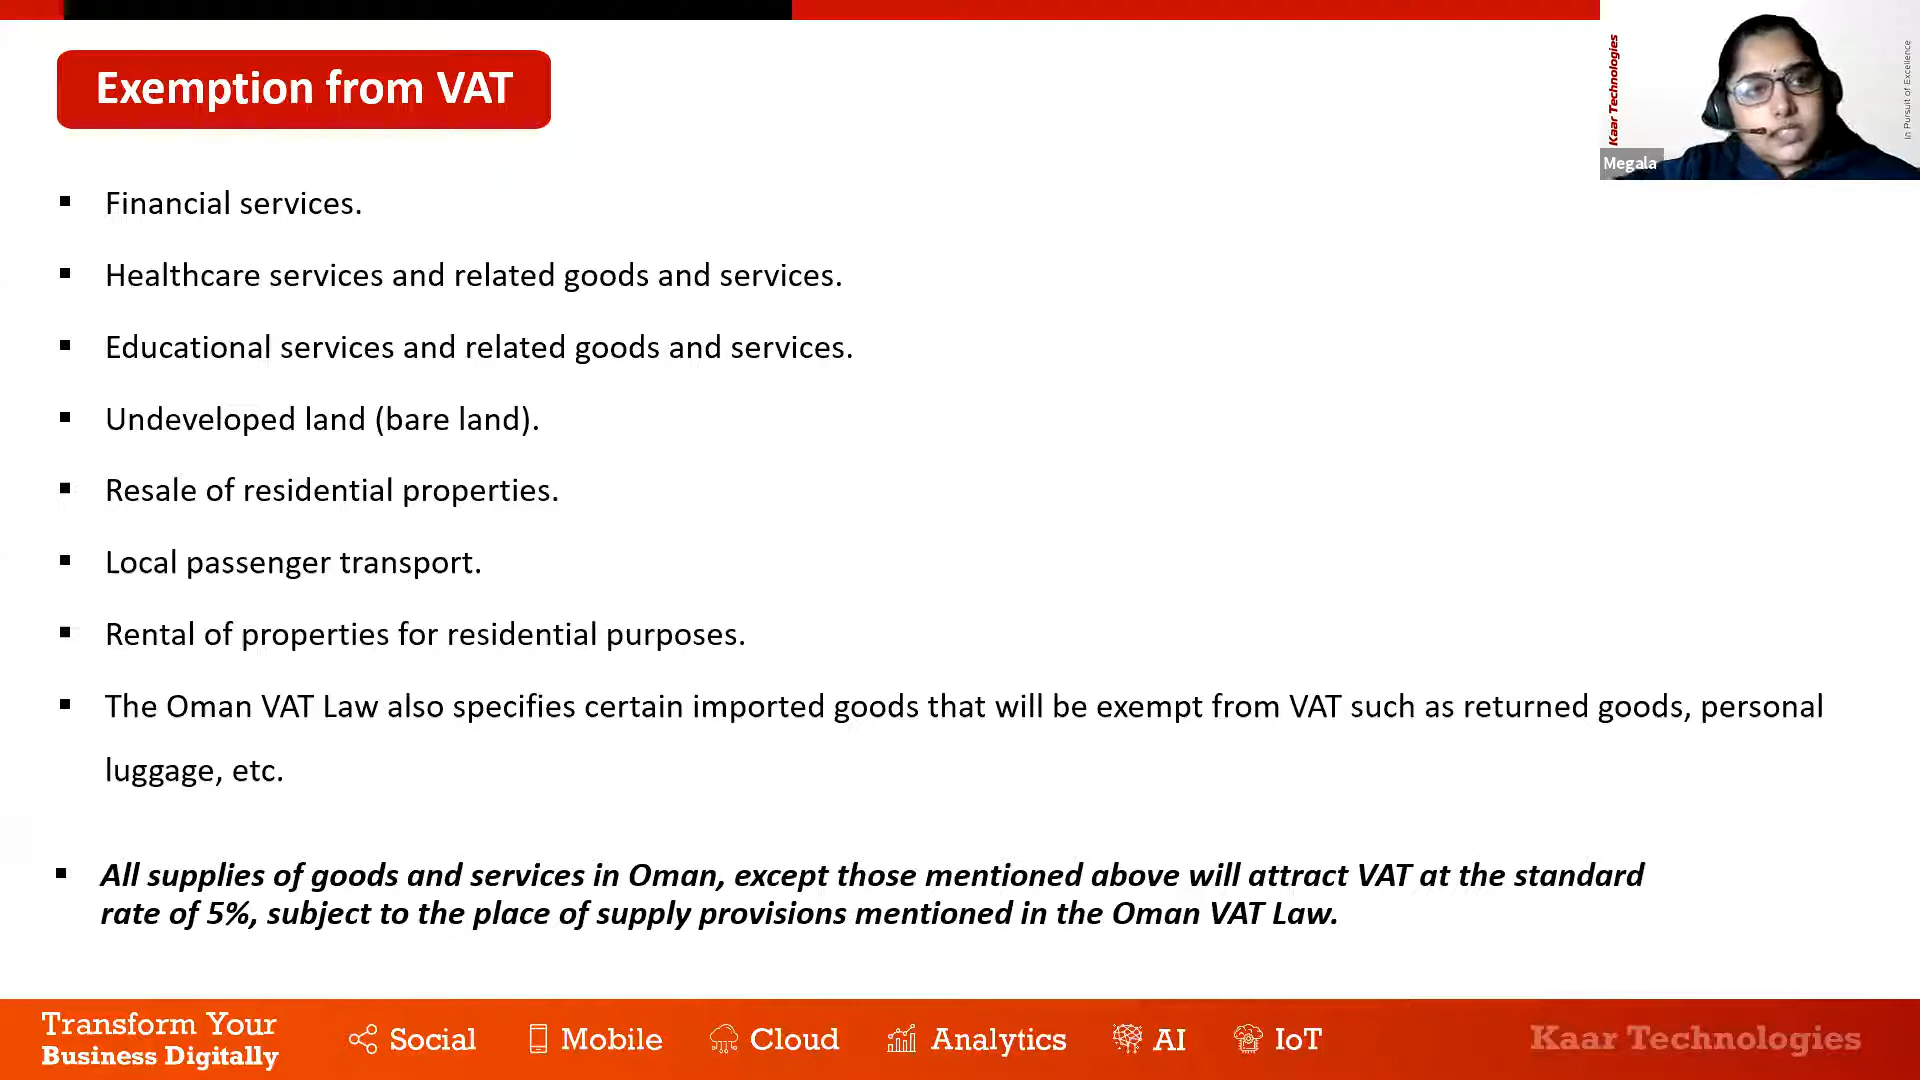 Exemption from VAT
Kaar Technologies
In Pursuit of Excellence
Megala
▪ Financial services.
▪ Healthcare services and related goods and services.
▪ Educational services and related goods and services.
▪ Undeveloped land (bare land).
▪ Resale of residential properties.
▪ Local passenger transport.
▪ Rental of properties for residential purposes.
▪ The Oman VAT Law also specifies certain imported goods that will be exempt from VAT such as returned goods, personal
luggage, etc.
▪ All supplies of goods and services in Oman, except those mentioned above will attract VAT at the standard
rate of 5%, subject to the place of supply provisions mentioned in the Oman VAT Law.
Transform Your
Business Digitally
Social Mobile Cloud Analytics AI IoT
Kaar Technologies